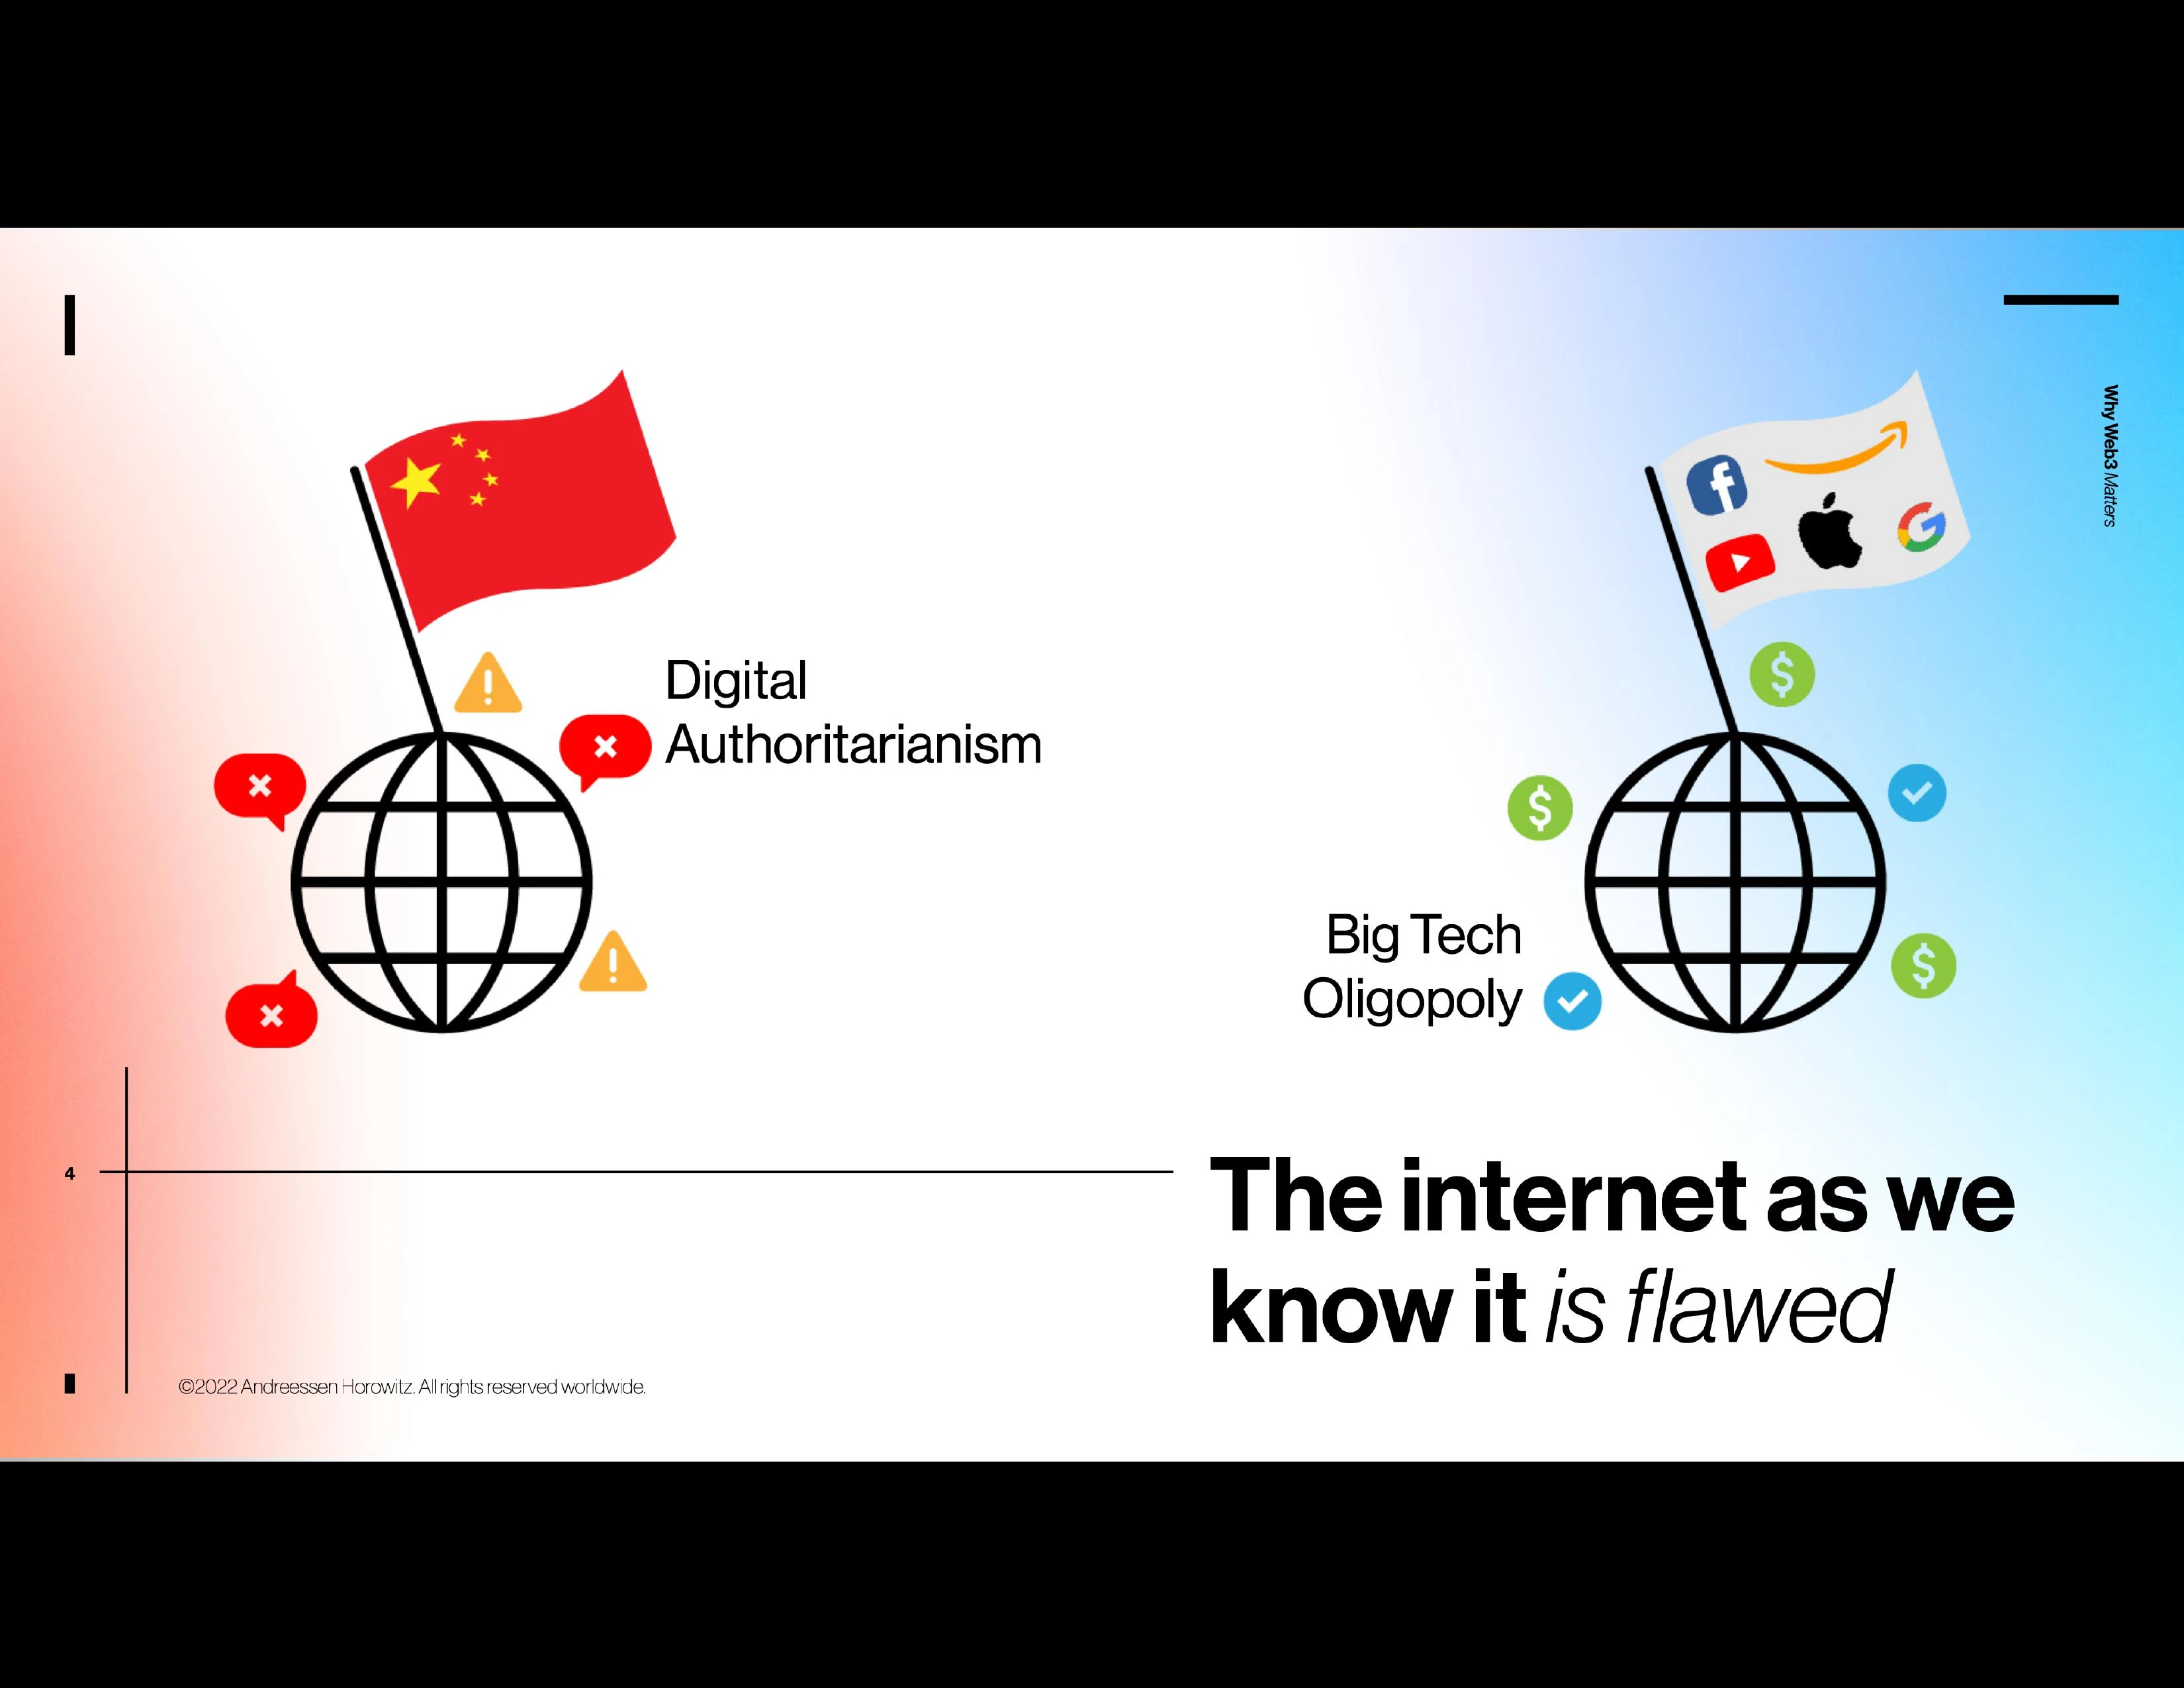 Why Web3 Matters
Digital
Authoritarianism
Big Tech
Oligopoly
The internet as we
know it is flawed
4
©2022 Andreessen Horowitz. All rights reserved worldwide.